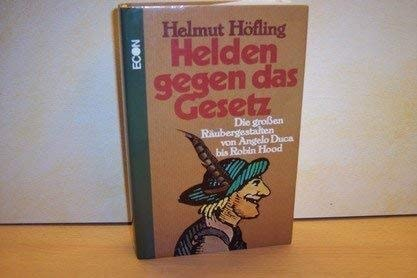 ECON
Helmut Höfling
Helden
gegen das
Gesetz
Die großen
Räubergestalten
von Angelo Duca
bis Robin Hood